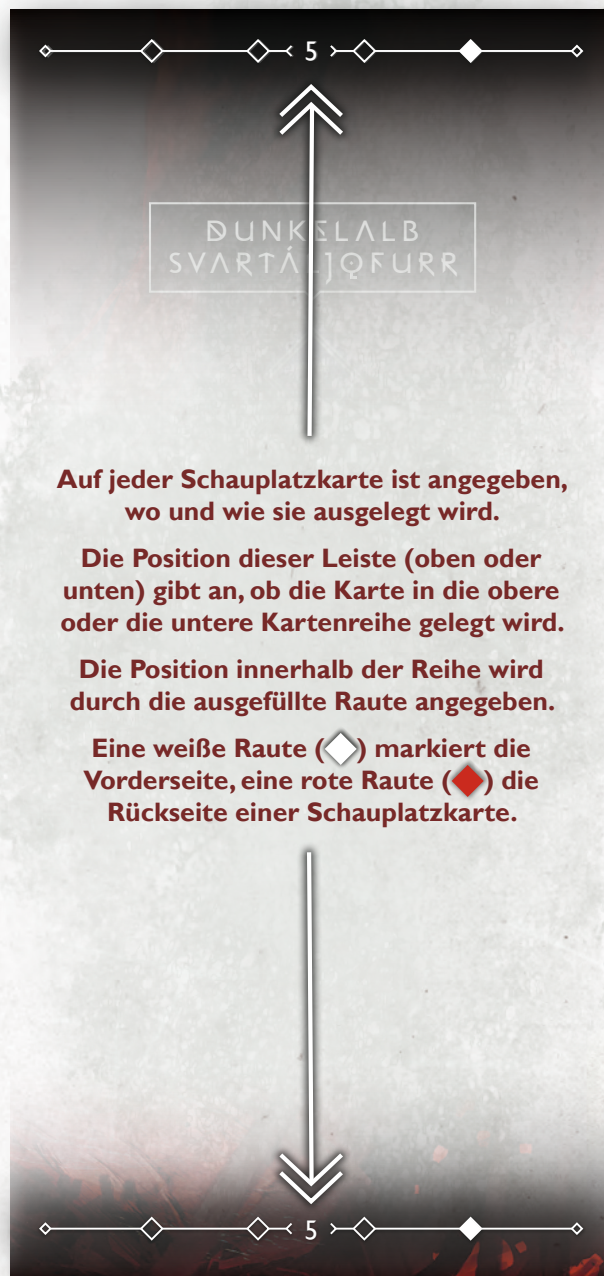 5
DUNKELALB
SVARTÁLJǪFURR
Auf jeder Schauplatzkarte ist angegeben,
wo und wie sie ausgelegt wird.
Die Position dieser Leiste (oben oder
unten) gibt an, ob die Karte in die obere
oder die untere Kartenreihe gelegt wird.
Die Position innerhalb der Reihe wird
durch die ausgefüllte Raute angegeben.
Eine weiße Raute (◆) markiert die
Vorderseite, eine rote Raute (◆) die
Rückseite einer Schauplatzkarte.
5